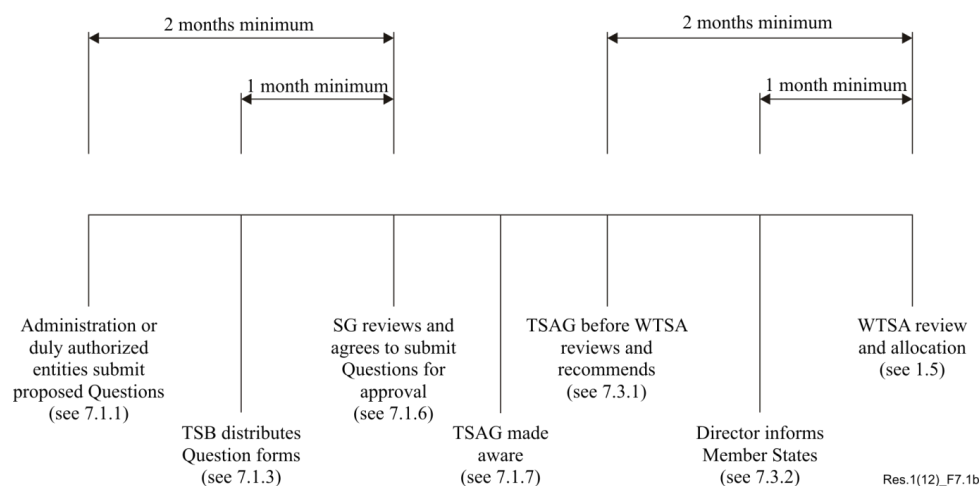 2 months minimum
2 months minimum
1 month minimum
1 month minimum
Administration or
duly authorized
entities submit
proposed Questions
(see 7.1.1)
TSB distributes
Question forms
(see 7.1.3)
SG reviews and
agrees to submit
Questions for
approval
(see 7.1.6)
TSAG made
aware
(see 7.1.7)
TSAG before WTSA
reviews and
recommends
(see 7.3.1)
Director informs
Member States
(see 7.3.2)
WTSA review
and allocation
(see 1.5)
Res.1(12)_F7.1b